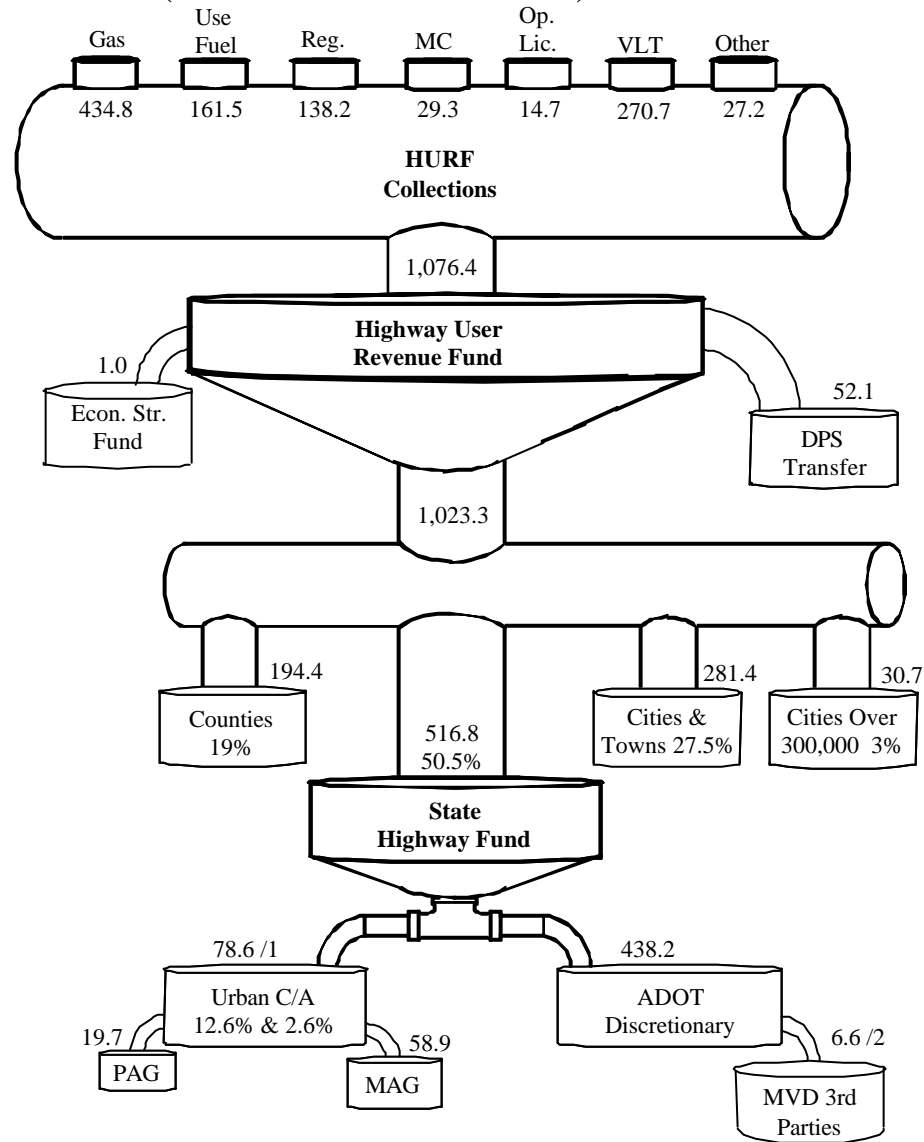 Gas
Use
Fuel
Reg.
MC
Op.
Lic.
VLT
Other
434.8
161.5
138.2
29.3
14.7
270.7
27.2
HURF
Collections
1,076.4
Highway User
Revenue Fund
1.0
Econ. Str.
Fund
52.1
DPS
Transfer
1,023.3
194.4
Counties
19%
516.8
50.5%
281.4
Cities &
Towns 27.5%
30.7
Cities Over
300,000 3%
State
Highway Fund
78.6 /1
Urban C/A
12.6% & 2.6%
438.2
ADOT
Discretionary
19.7
PAG
58.9
MAG
6.6 /2
MVD 3rd
Parties